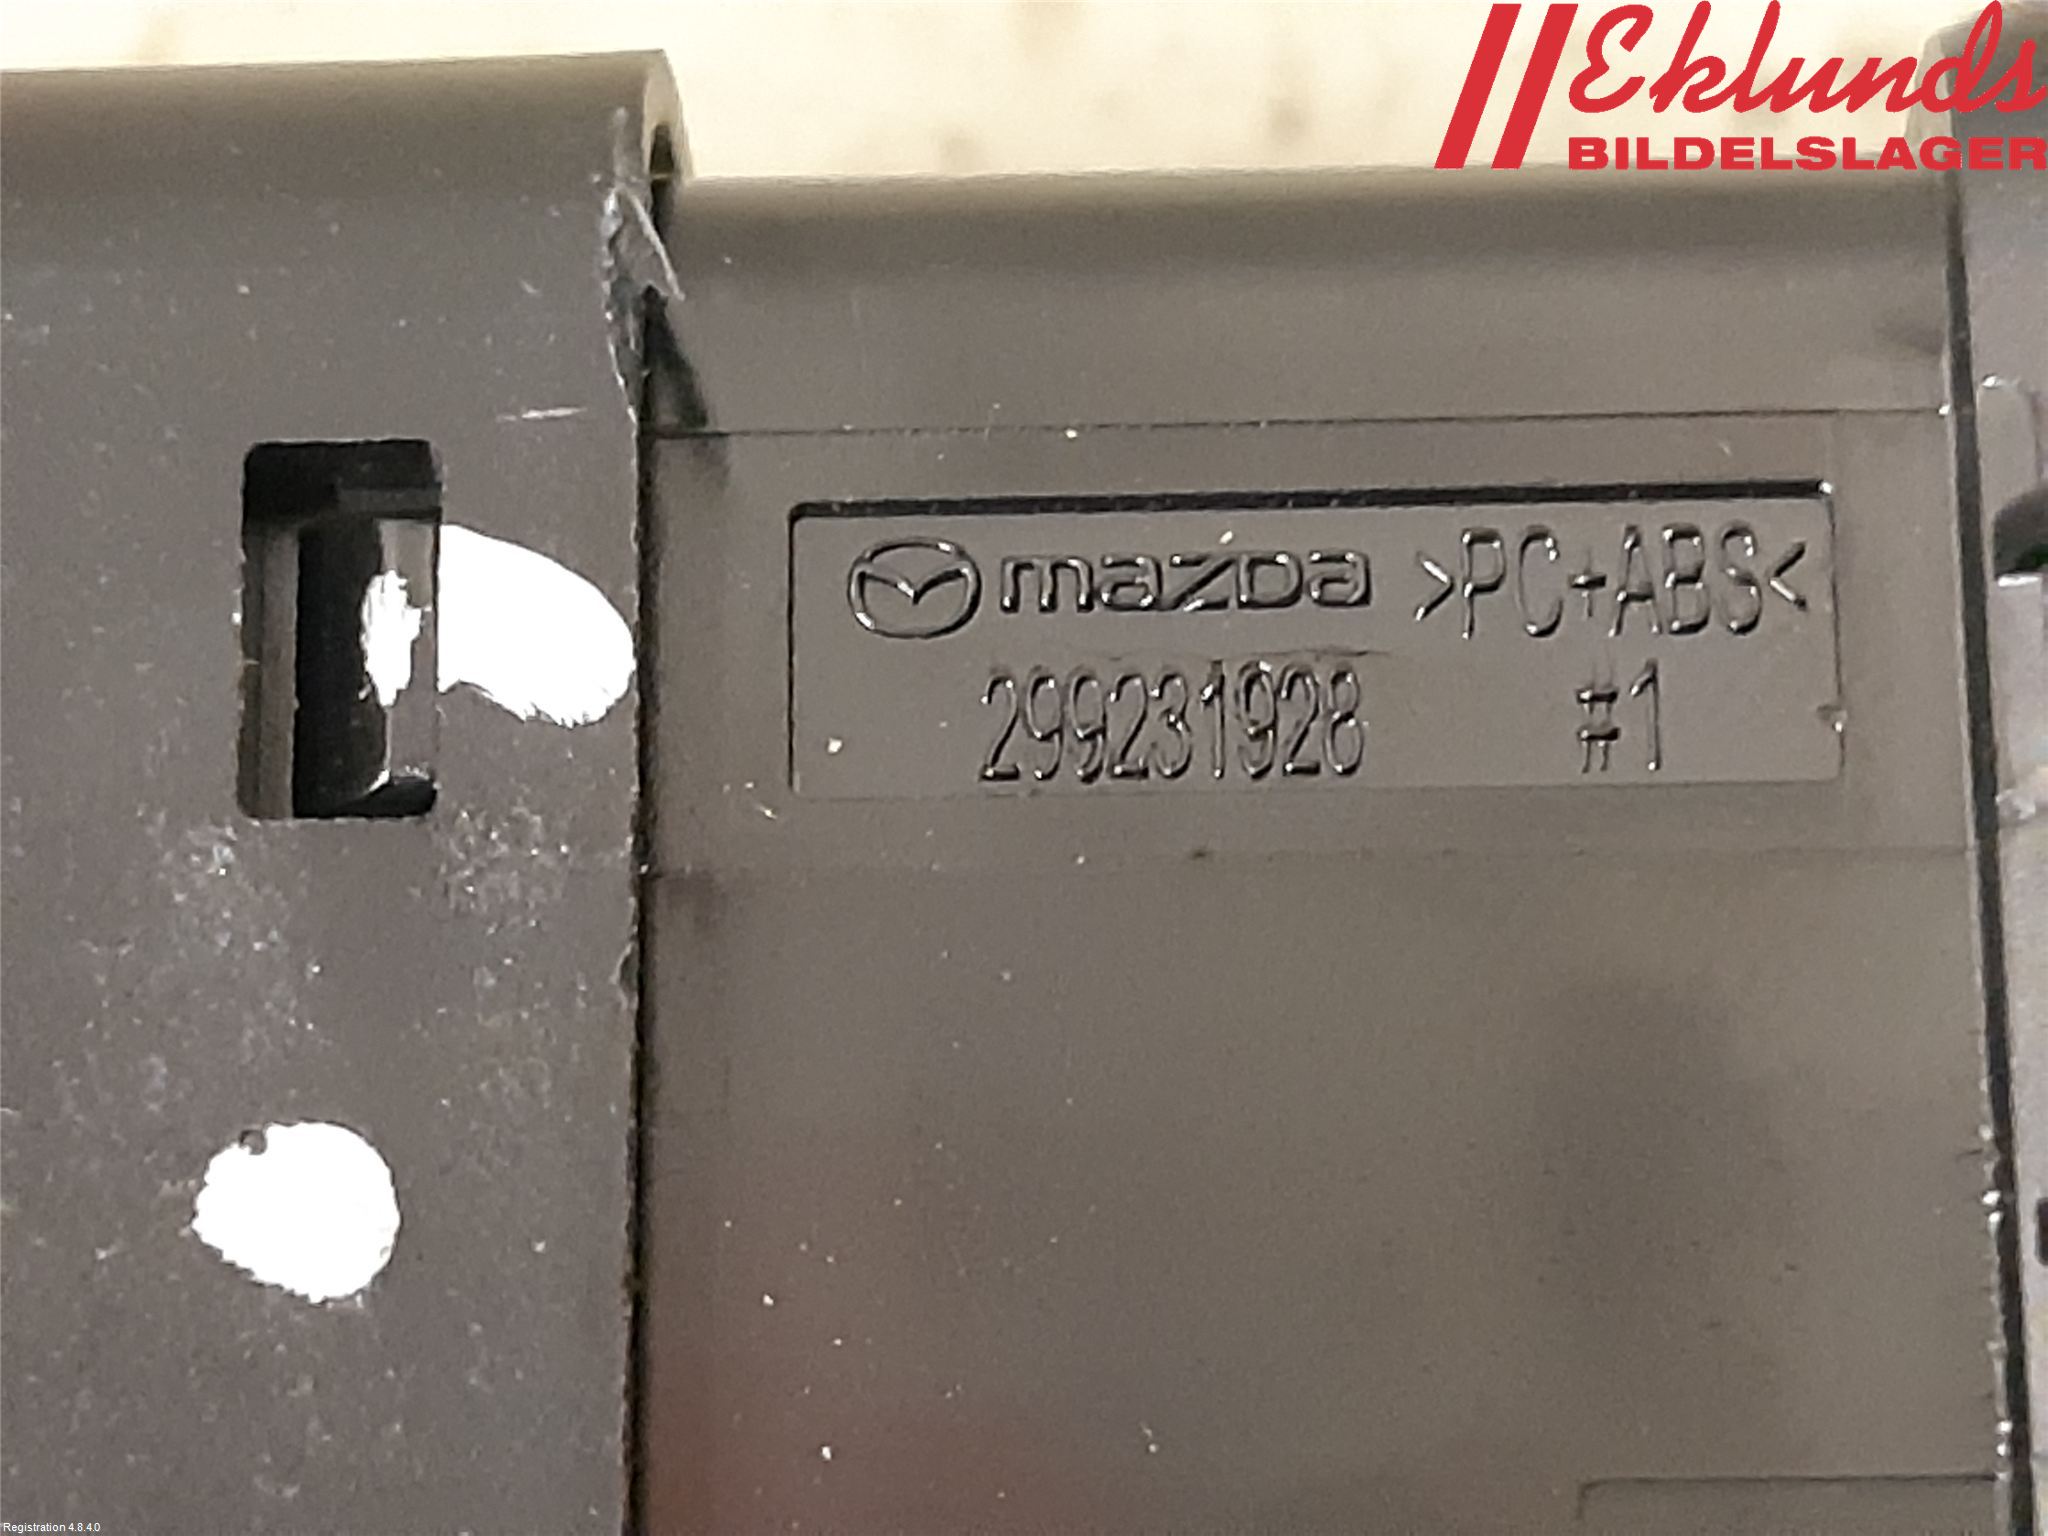 Eklunds
BILDELSLAGER
mazda >PC+ABS<
299231928 #1
Registration 4.8.4.0